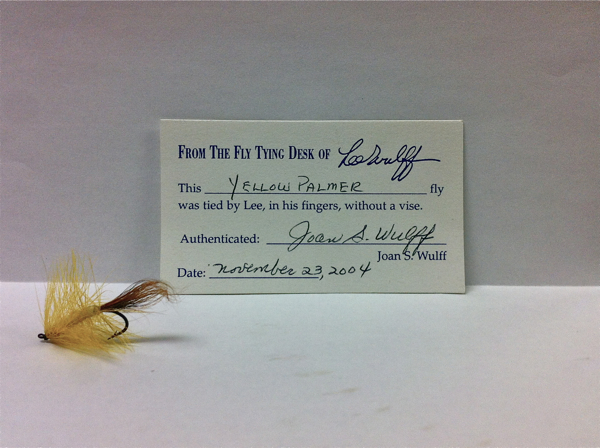 From The Fly Tying Desk of Lee Wulff
This Yellow Palmer fly
was tied by Lee, in his fingers, without a vise.
Authenticated: Joan S. Wulff
Joan S. Wulff
Date: November 23, 2004